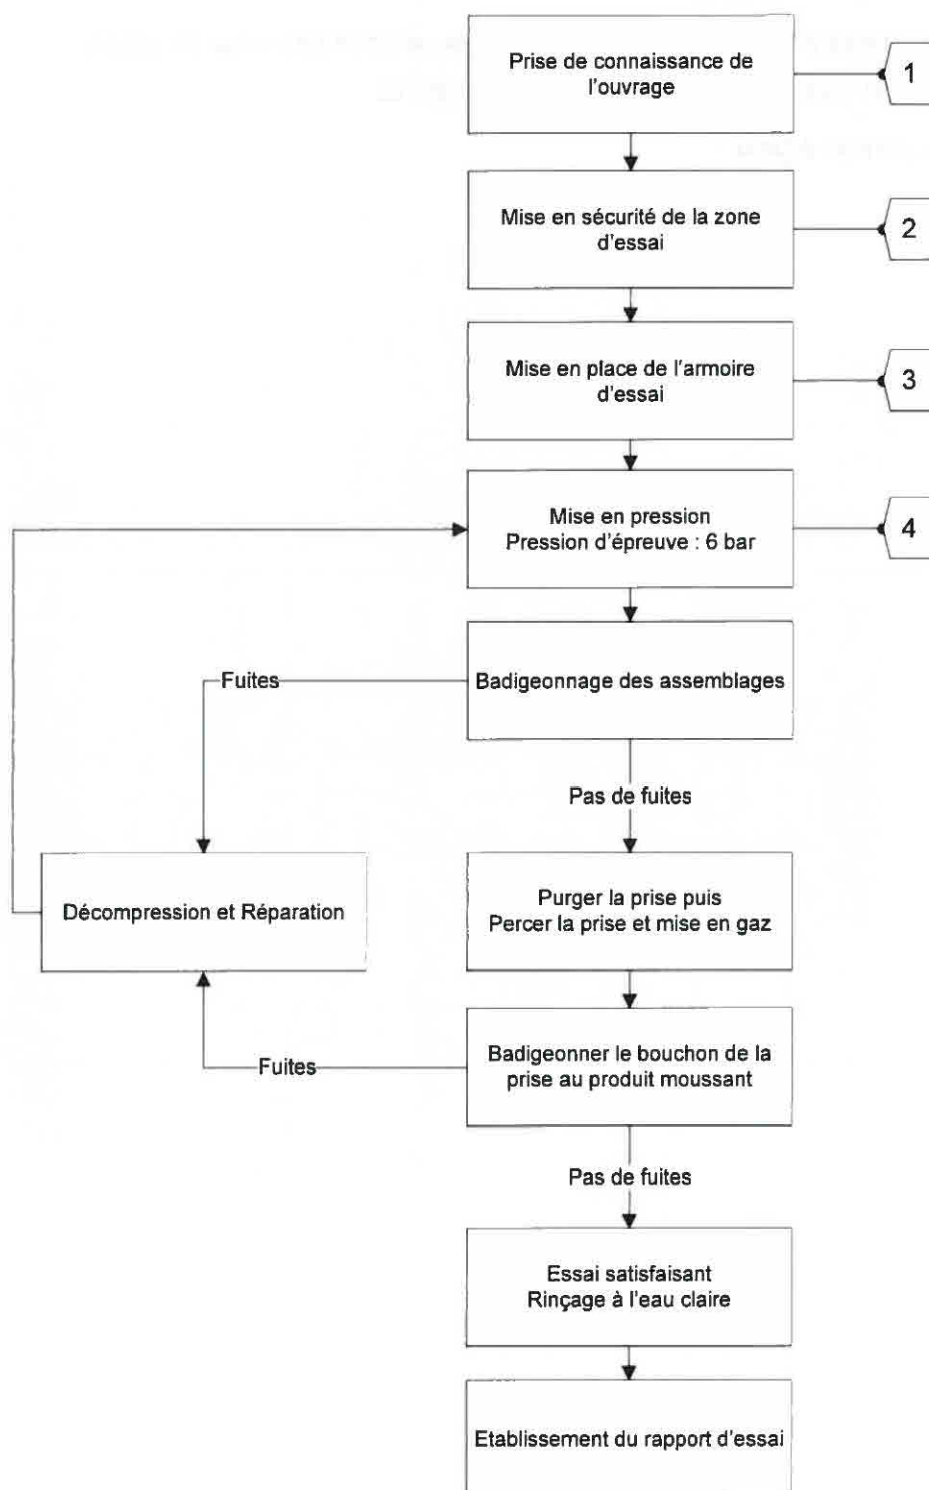 Prise de connaissance de
l'ouvrage
1
Mise en sécurité de la zone
d'essai
2
Mise en place de l'armoire
d'essai
3
Mise en pression
Pression d'épreuve : 6 bar
4
Fuites
Badigeonnage des assemblages
Pas de fuites
Décompression et Réparation
Purger la prise puis
Percer la prise et mise en gaz
Fuites
Badigeonner le bouchon de la
prise au produit moussant
Pas de fuites
Essai satisfaisant
Rinçage à l'eau claire
Etablissement du rapport d'essai